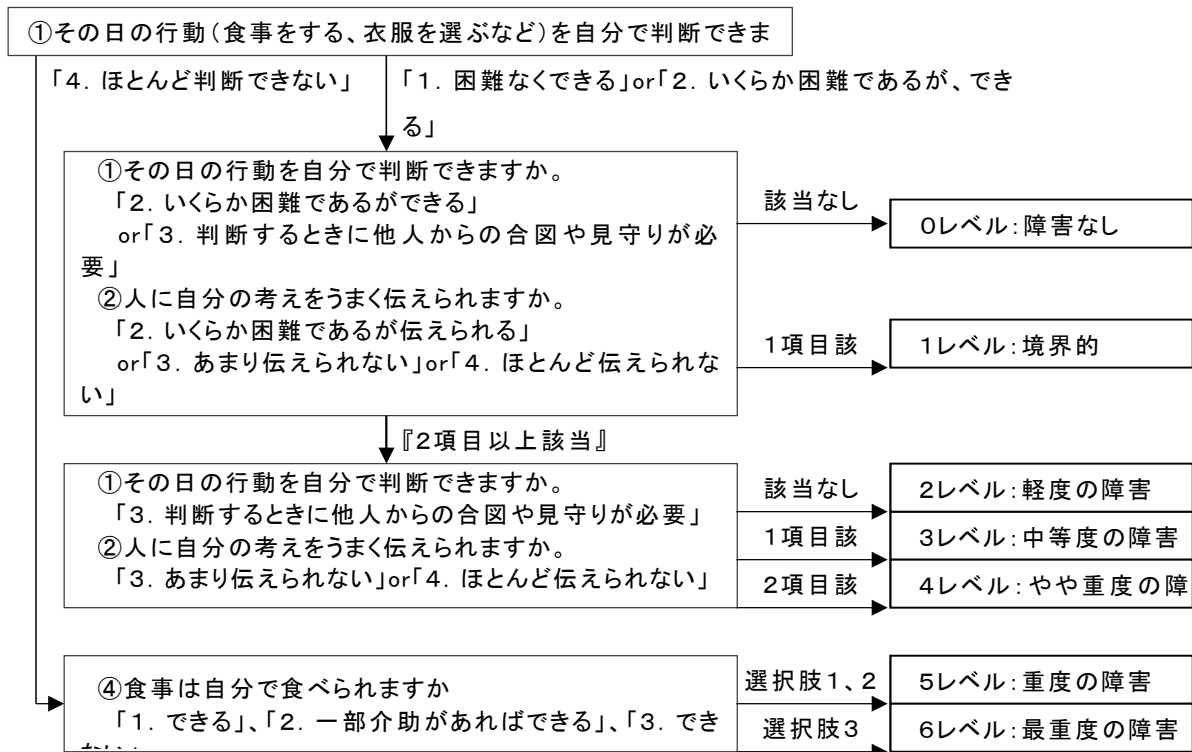 ①その日の行動(食事をする、衣服を選ぶなど)を自分で判断できま
「4. ほとんど判断できない」
「1. 困難なくできる」or「2. いくらか困難であるが、でき
る」
①その日の行動を自分で判断できますか。
「2. いくらか困難であるができる」
or「3. 判断するときに他人からの合図や見守りが必
要」
②人に自分の考えをうまく伝えられますか。
「2. いくらか困難であるが伝えられる」
or「3. あまり伝えられない」or「4. ほとんど伝えられな
い」
該当なし
0レベル:障害なし
1項目該
1レベル:境界的
『2項目以上該当』
①その日の行動を自分で判断できますか。
「3. 判断するときに他人からの合図や見守りが必要」
②人に自分の考えをうまく伝えられますか。
「3. あまり伝えられない」or「4. ほとんど伝えられない」
該当なし
2レベル:軽度の障害
1項目該
3レベル:中等度の障害
2項目該
4レベル:やや重度の障
④食事は自分で食べられますか
「1. できる」、「2. 一部介助があればできる」、「3. でき
選択肢1、2
5レベル:重度の障害
選択肢3
6レベル:最重度の障害